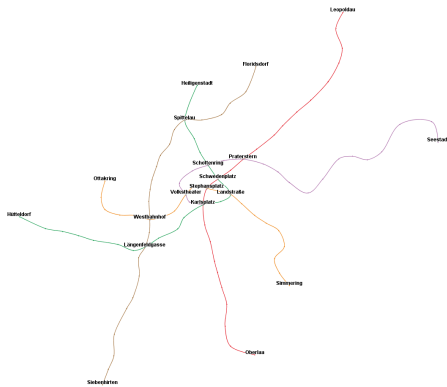 Leopoldau
Floridsdorf
Heiligenstadt
Spittelau
Seestadt
Praterstern
Schottenring
Schwedenplatz
Ottakring
Stephansplatz
Volkstheater
Landstraße
Karlsplatz
Hütteldorf
Westbahnhof
Längenfeldgasse
Simmering
Oberlaa
Siebenhirten